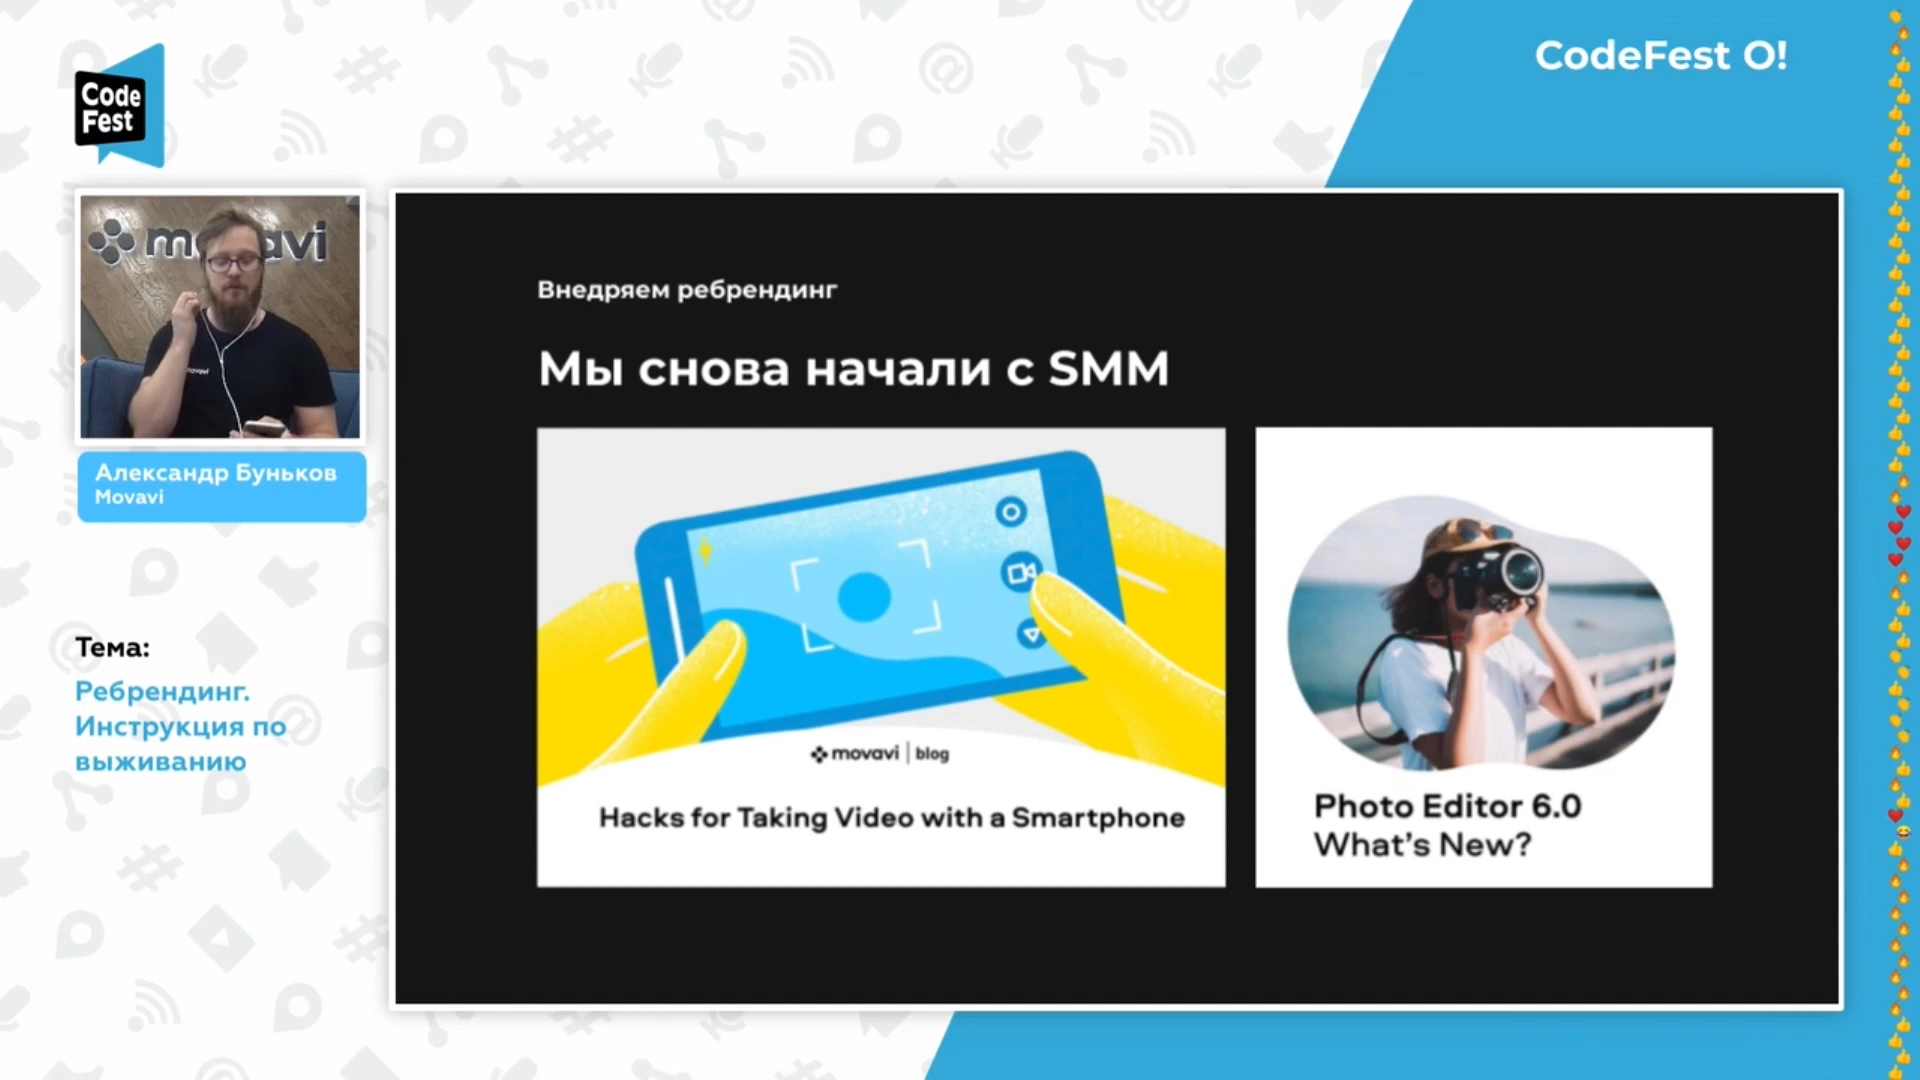 Code
Fest
CodeFest O!
movavi
Александр Буньков
Movavi
Тема:
Ребрендинг.
Инструкция по
выживанию
Внедряем ребрендинг
Мы снова начали с SMM
movavi | blog
Hacks for Taking Video with a Smartphone
Photo Editor 6.0
What's New?